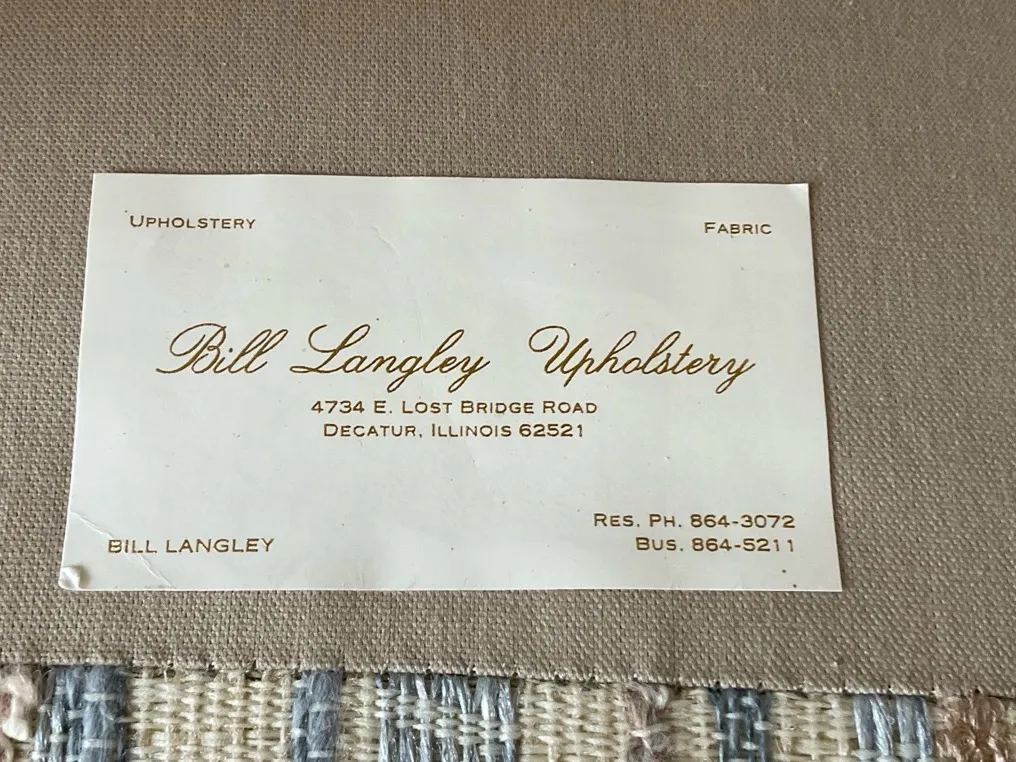 UPHOLSTERY
FABRIC
Bill Langley Upholstery
4734 E. LOST BRIDGE ROAD
DECATUR, ILLINOIS 62521
BILL LANGLEY
RES. PH. 864-3072
BUS. 864-5211